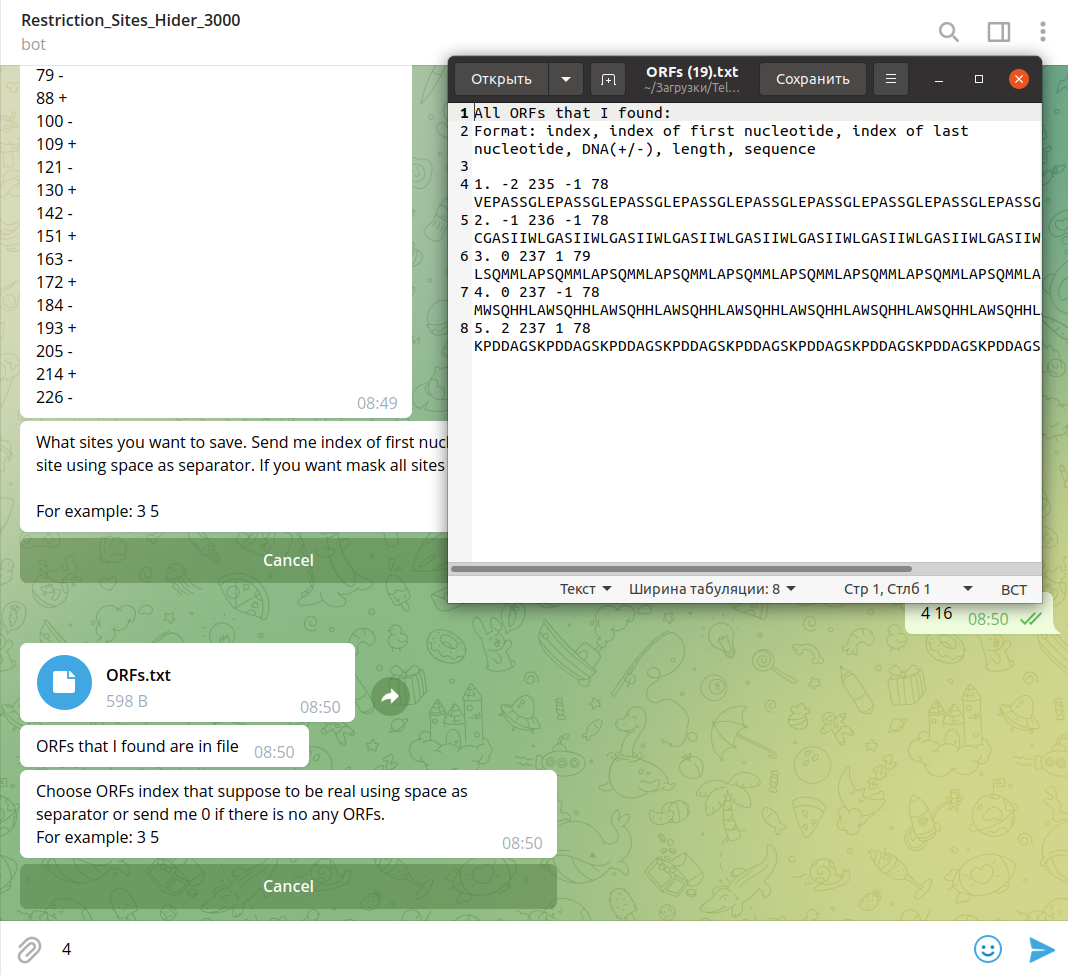 Restriction_Sites_Hider_3000
bot
79 -
88 +
100 -
109 +
121 -
130 +
142 -
151 +
163 -
172 +
184 -
193 +
205 -
214 +
226 -
08:49
What sites you want to save. Send me index of first nucl
site using space as separator. If you want mask all sites
For example: 3 5
Cancel
Открыть
ORFs (19).txt
~/Загрузки/Tel...
Сохранить
1 All ORFs that I found:
2 Format: index, index of first nucleotide, index of last
nucleotide, DNA(+/-), length, sequence
3
4 1. -2 235 -1 78
VEPASSGLEPASSGLEPASSGLEPASSGLEPASSGLEPASSGLEPASSGLEPASSG
5 2. -1 236 -1 78
CGASIIWLGASIIWLGASIIWLGASIIWLGASIIWLGASIIWLGASIIWLGASIIW
6 3. 0 237 1 79
LSQMMLAPSQMMLAPSQMMLAPSQMMLAPSQMMLAPSQMMLAPSQMMLAPSQMMLA
7 4. 0 237 -1 78
MWSQHHLAWSQHHLAWSQHHLAWSQHHLAWSQHHLAWSQHHLAWSQHHLAWSQHHL
8 5. 2 237 1 78
KPDDAGSKPDDAGSKPDDAGSKPDDAGSKPDDAGSKPDDAGSKPDDAGSKPDDAGS
Текст
Ширина табуляции: 8
Стр 1, Стлб 1
ВСТ
4 16
08:50
ORFs.txt
598 B
08:50
ORFs that I found are in file
08:50
Choose ORFs index that suppose to be real using space as
separator or send me 0 if there is no any ORFs.
For example: 3 5
08:50
Cancel
4